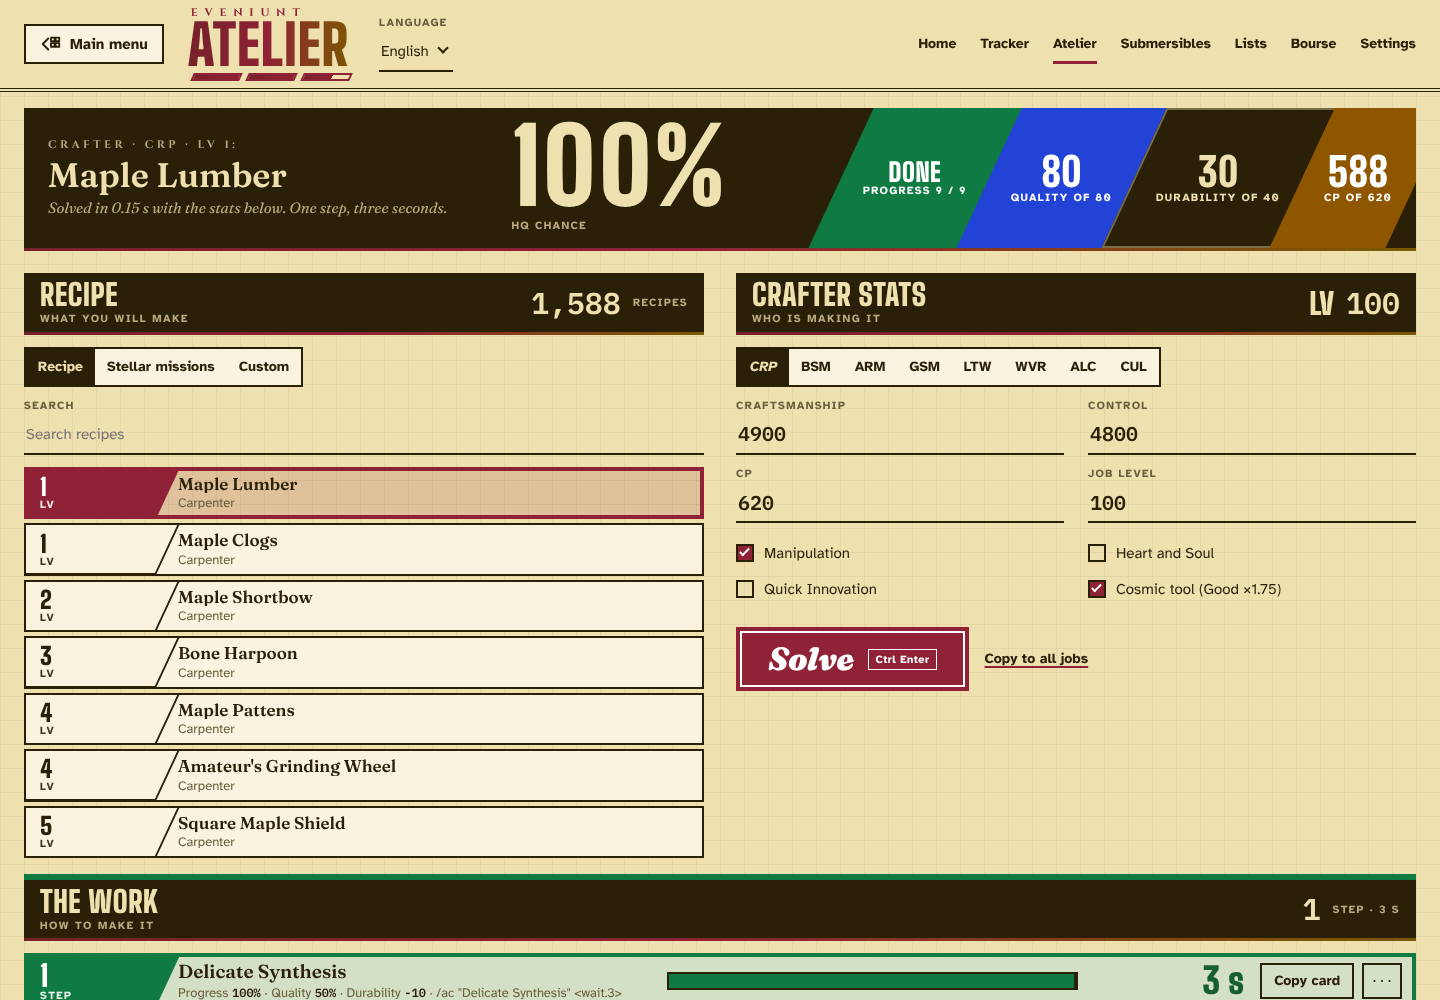 Main menu
EVENIUNT
ATELIER
LANGUAGE
English
Home
Tracker
Atelier
Submersibles
Lists
Bourse
Settings
CRAFTER · CRP · LV 1:
Maple Lumber
Solved in 0.15 s with the stats below. One step, three seconds.
100%
HQ CHANCE
DONE
PROGRESS 9 / 9
80
QUALITY OF 80
30
DURABILITY OF 40
588
CP OF 620
RECIPE
WHAT YOU WILL MAKE
1,588 RECIPES
Recipe
Stellar missions
Custom
SEARCH
Search recipes
1
LV
Maple Lumber
Carpenter
1
LV
Maple Clogs
Carpenter
2
LV
Maple Shortbow
Carpenter
3
LV
Bone Harpoon
Carpenter
4
LV
Maple Pattens
Carpenter
4
LV
Amateur's Grinding Wheel
Carpenter
5
LV
Square Maple Shield
Carpenter
CRAFTER STATS
WHO IS MAKING IT
LV 100
CRP
BSM
ARM
GSM
LTW
WVR
ALC
CUL
CRAFTSMANSHIP
4900
CONTROL
4800
CP
620
JOB LEVEL
100
Manipulation
Heart and Soul
Quick Innovation
Cosmic tool (Good ×1.75)
Solve
Ctrl Enter
Copy to all jobs
THE WORK
HOW TO MAKE IT
1 STEP · 3 S
1
STEP
Delicate Synthesis
Progress 100% · Quality 50% · Durability -10 · /ac "Delicate Synthesis" <wait.3>
3 s
Copy card
···